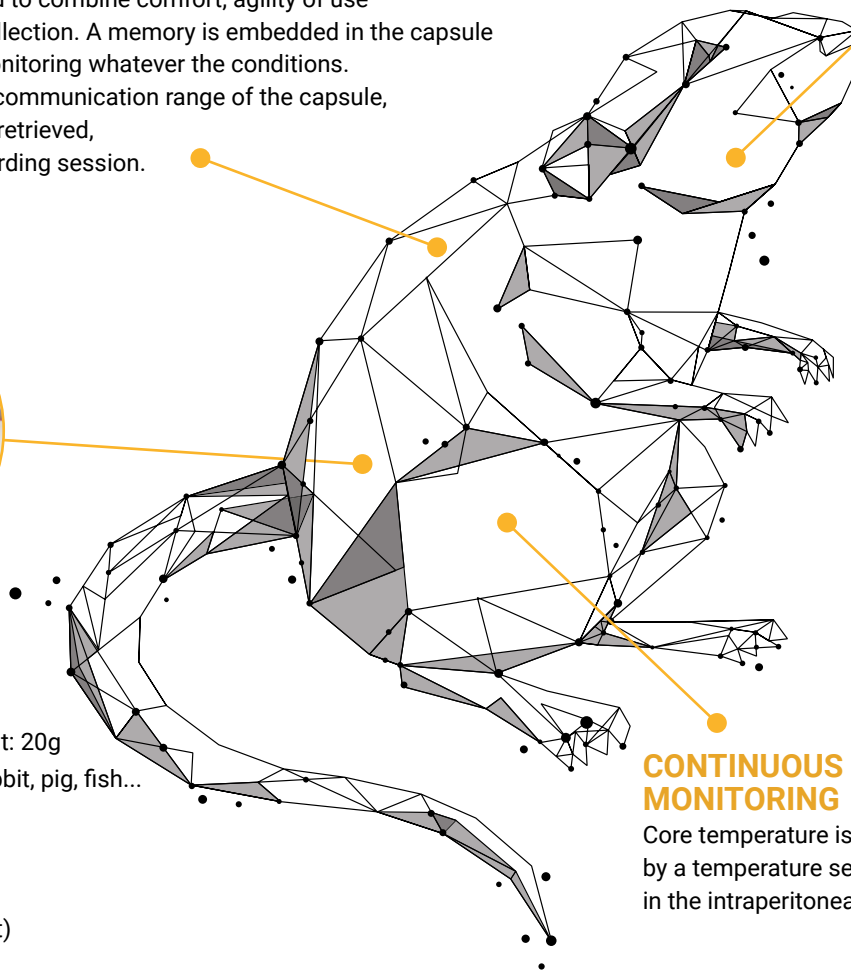 to combine comfort, agility of use
llection. A memory is embedded in the capsule
onitoring whatever the conditions.
communication range of the capsule,
retrieved,
rding session.
t: 20g
bit, pig, fish...
CONTINUOUS
MONITORING
Core temperature is
by a temperature se
in the intraperitonea
t)